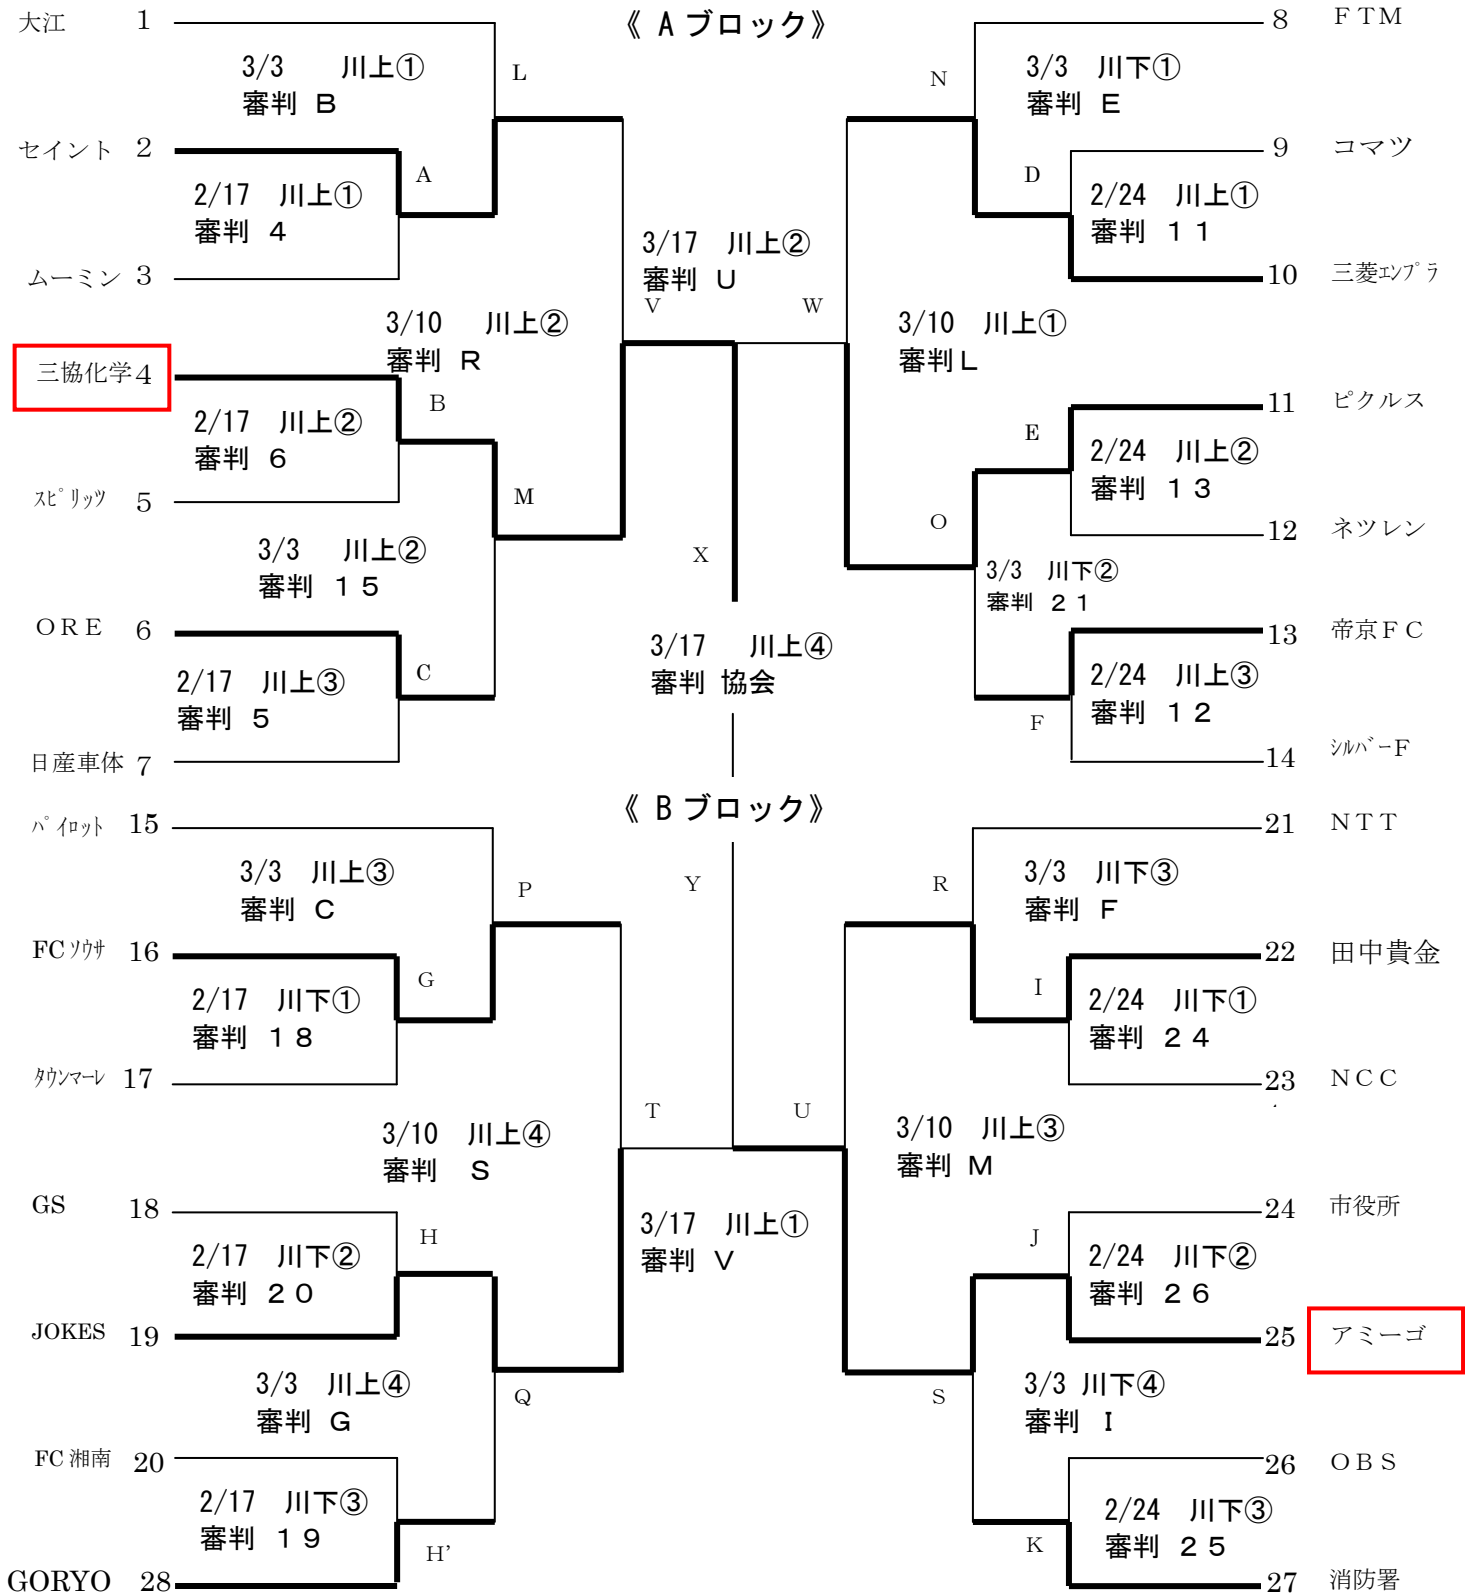 《 A ブロック》
大江 1
3/3 川上①
審判 B
L
セイント 2
A
2/17 川上①
審判 4
ムーミン 3
3/10 川上②
審判 R
三協化学4
B
2/17 川上②
審判 6
スピリッツ 5
M
3/3 川上②
審判 15
ORE 6
C
2/17 川上③
審判 5
日産車体 7
3/17 川上②
審判 U
V
W
X
3/17 川上④
審判 協会
8 FTM
N
3/3 川下①
審判 E
9 コマツ
D
2/24 川上①
審判 11
10 三菱エンプラ
3/10 川上①
審判L
11 ピクルス
E
2/24 川上②
審判 13
12 ネツレン
O
3/3 川下②
審判 21
13 帝京FC
2/24 川上③
審判 12
F
14 シルバーF
《 B ブロック》
パイロット 15
3/3 川上③
審判 C
P
FCソウサ 16
G
2/17 川下①
審判 18
タウンマーレ 17
3/10 川上④
審判 S
GS 18
H
2/17 川下②
審判 20
JOKES 19
3/3 川上④
審判 G
Q
FC湘南 20
2/17 川下③
審判 19
H'
GORYO 28
Y
T
U
3/17 川上①
審判 V
21 NTT
R
3/3 川下③
審判 F
22 田中貴金
I
2/24 川下①
審判 24
23 NCC
3/10 川上③
審判 M
24 市役所
J
2/24 川下②
審判 26
25 アミーゴ
S
3/3 川下④
審判 I
26 OBS
2/24 川下③
審判 25
K
27 消防署